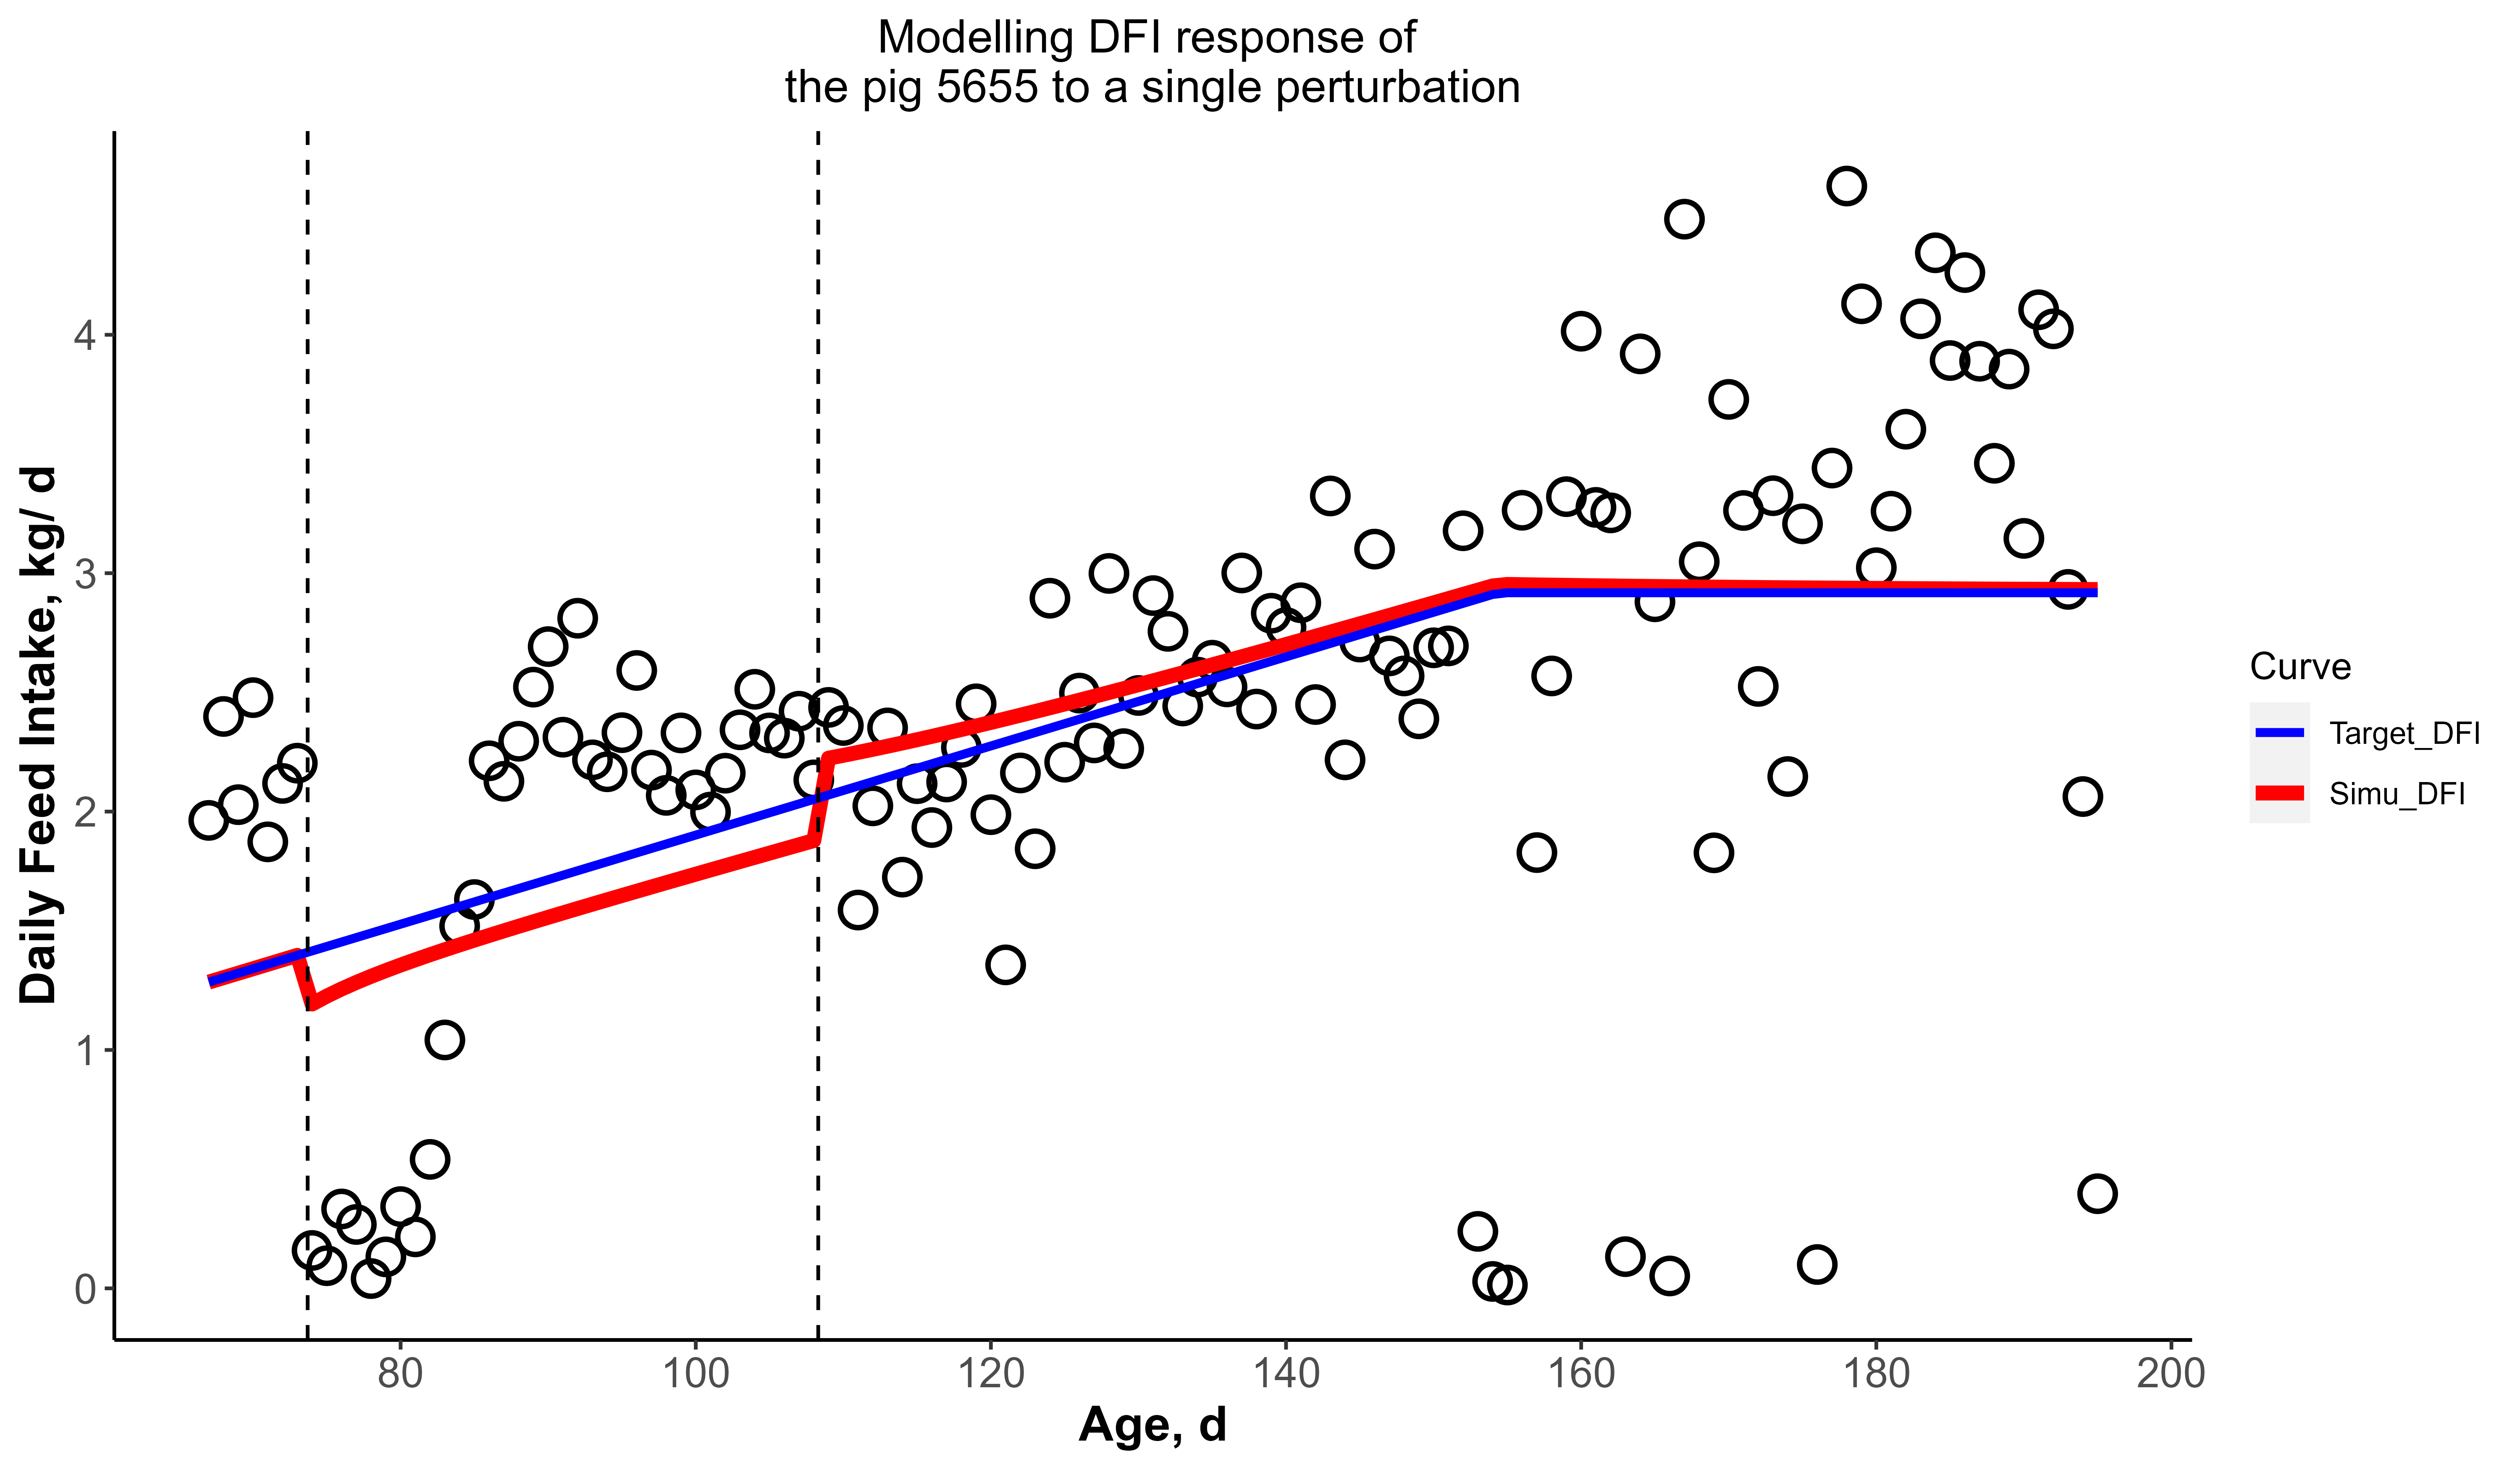 Modelling DFI response of
the pig 5655 to a single perturbation
Daily Feed Intake, kg/ d
4
3
2
1
0
80 100 120 140 160 180 200
Age, d
Curve
Target_DFI
Simu_DFI